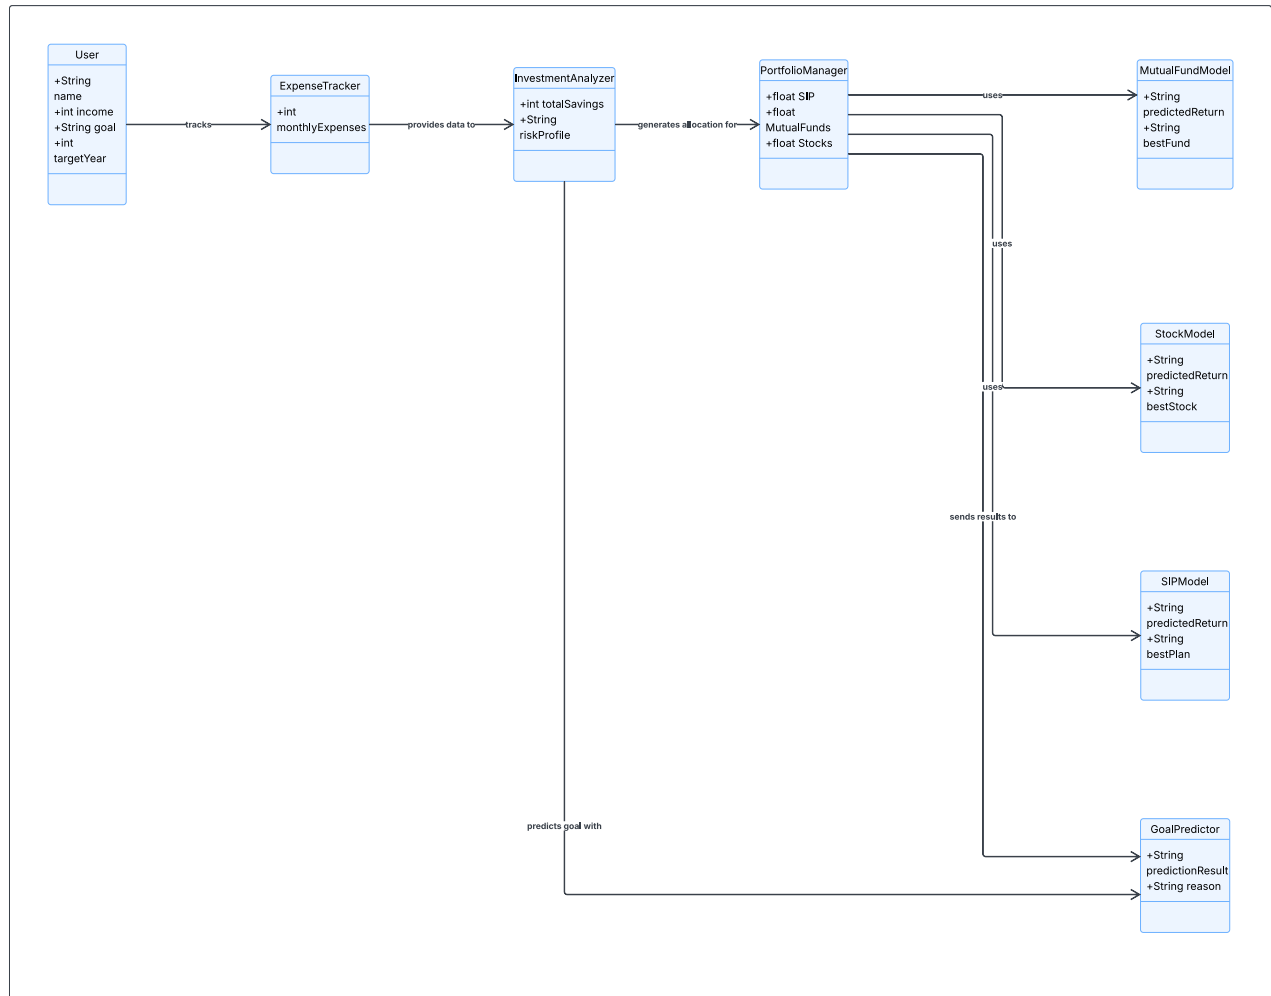 User
+String
name
+int income
+String goal
+int
targetYear
tracks
ExpenseTracker
+int
monthlyExpenses
provides data to
InvestmentAnalyzer
+int totalSavings
+String
riskProfile
generates allocation for
PortfolioManager
+float SIP
+float
MutualFunds
+float Stocks
uses
MutualFundModel
+String
predictedReturn
+String
bestFund
uses
StockModel
+String
predictedReturn
+String
bestStock
uses
sends results to
SIPModel
+String
predictedReturn
+String
bestPlan
predicts goal with
GoalPredictor
+String
predictionResult
+String reason